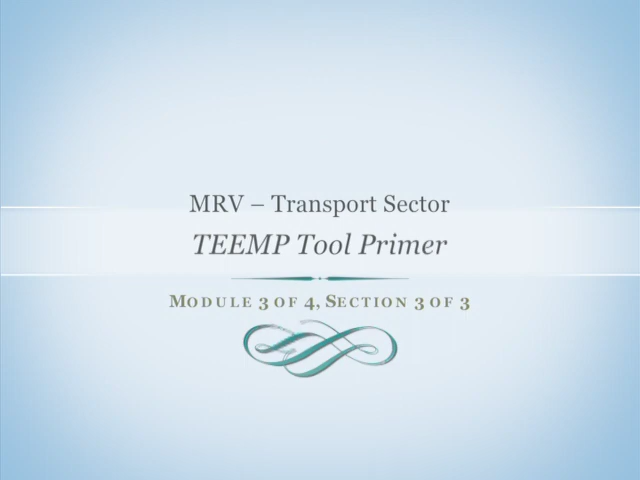 MRV – Transport Sector
TEEMP Tool Primer
MODULE 3 OF 4, SECTION 3 OF 3